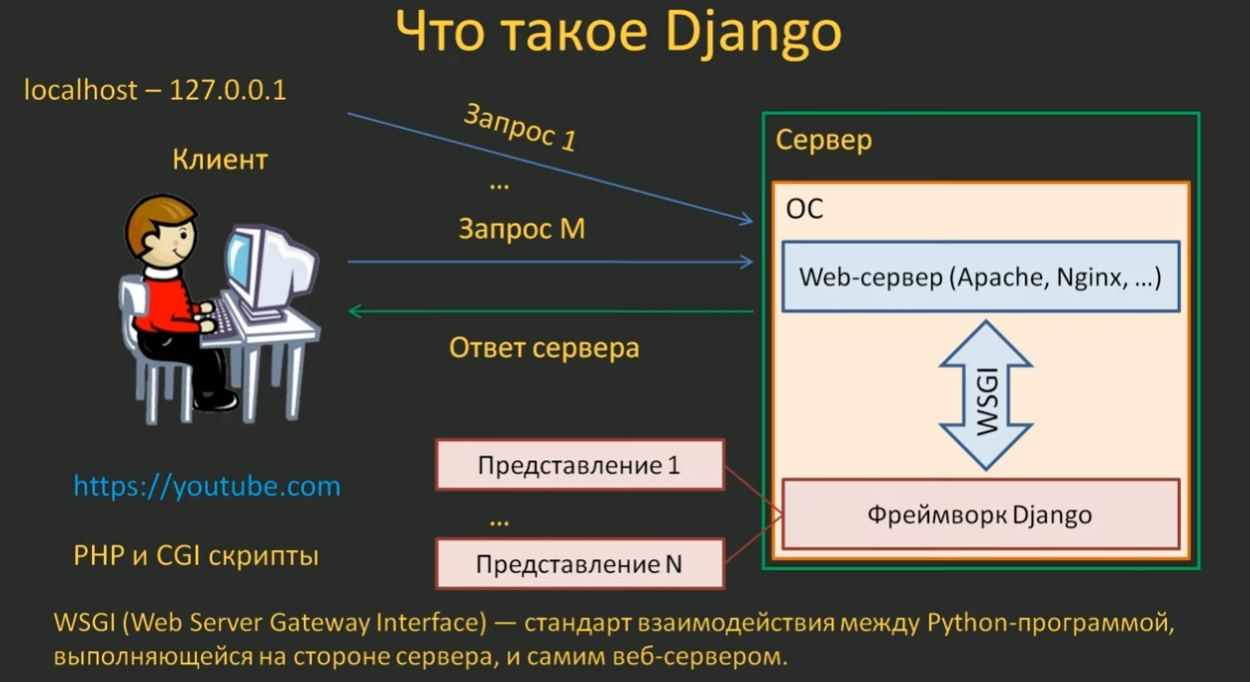 Что такое Django
localhost – 127.0.0.1
Клиент
Запрос 1
...
Запрос M
Ответ сервера
Сервер
ОС
Web-сервер (Apache, Nginx, ...)
WSGI
Фреймворк Django
Представление 1
...
Представление N
https://youtube.com
PHP и CGI скрипты
WSGI (Web Server Gateway Interface) — стандарт взаимодействия между Python-программой,
выполняющейся на стороне сервера, и самим веб-сервером.